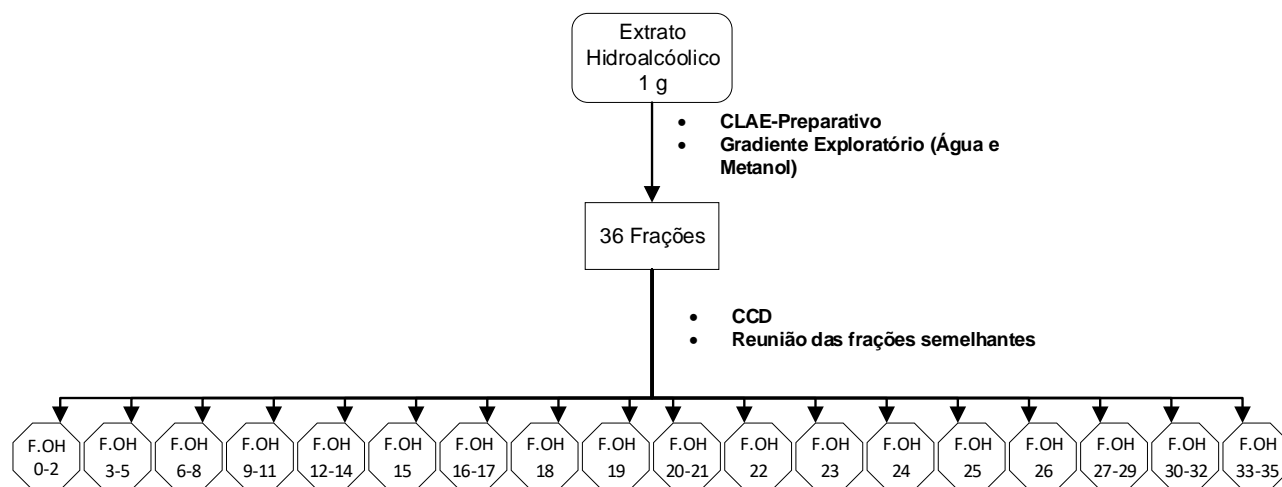 Extrato
Hidroalcóolico
1 g
• CLAE-Preparativo
• Gradiente Exploratório (Água e
Metanol)
36 Frações
• CCD
• Reunião das frações semelhantes
F.OH
0-2
F.OH
3-5
F.OH
6-8
F.OH
9-11
F.OH
12-14
F.OH
15
F.OH
16-17
F.OH
18
F.OH
19
F.OH
20-21
F.OH
22
F.OH
23
F.OH
24
F.OH
25
F.OH
26
F.OH
27-29
F.OH
30-32
F.OH
33-35